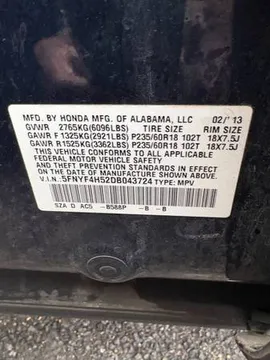 MFD. BY HONDA MFG. OF ALABAMA, LLC 02/'13
GVWR 2765KG(6096LBS) TIRE SIZE RIM SIZE
GAWR F 1325KG(2921LBS) P235/60R18 102T 18X7.5J
GAWR R1525KG(3362LBS) P235/60R18 102T 18X7.5J
THIS VEHICLE CONFORMS TO ALL APPLICABLE
FEDERAL MOTOR VEHICLE SAFETY STANDARDS IN
EFFECT ON THE DATE OF MANUFACTURE SHOWN ABOVE.
V.I.N.: 5FNYF4H52DB043724 TYPE: MPV
SZA D AC5 B588P -B -B